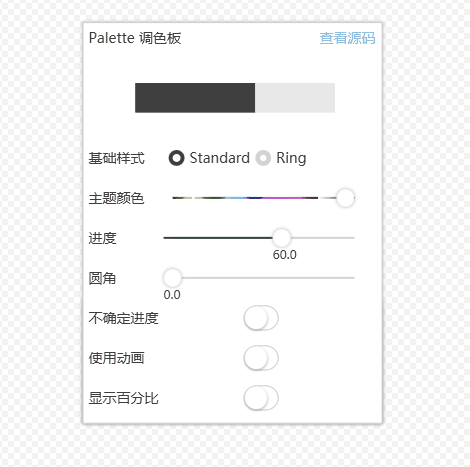 Palette 调色板 查看源码
基础样式 Standard Ring
主题颜色
进度
60.0
圆角
0.0
不确定进度
使用动画
显示百分比